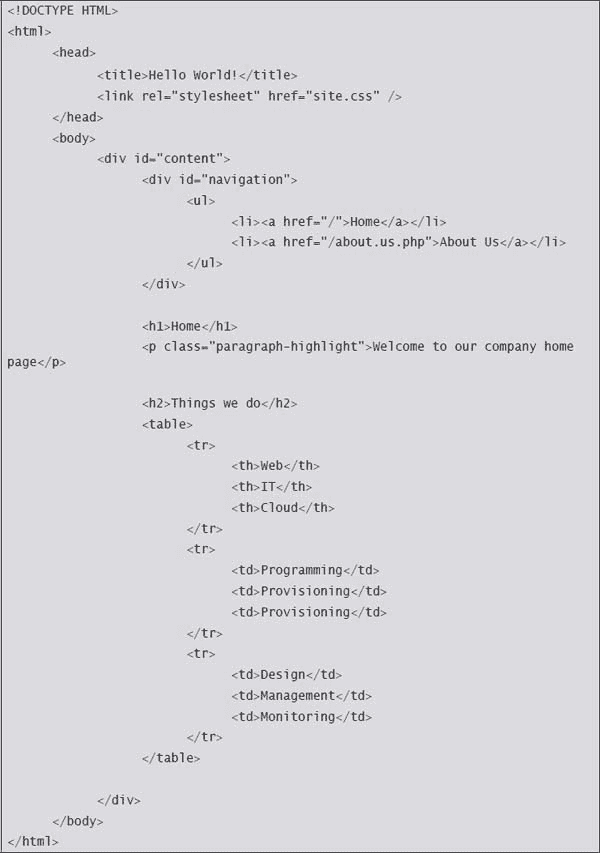 <!DOCTYPE HTML>
<html>
<head>
<title>Hello World!</title>
<link rel="stylesheet" href="site.css" />
</head>
<body>
<div id="content">
<div id="navigation">
<ul>
<li><a href="/">Home</a></li>
<li><a href="/about.us.php">About Us</a></li>
</ul>
</div>
<h1>Home</h1>
<p class="paragraph-highlight">Welcome to our company home
page</p>
<h2>Things we do</h2>
<table>
<tr>
<th>Web</th>
<th>IT</th>
<th>Cloud</th>
</tr>
<tr>
<td>Programming</td>
<td>Provisioning</td>
<td>Provisioning</td>
</tr>
<tr>
<td>Design</td>
<td>Management</td>
<td>Monitoring</td>
</tr>
</table>
</div>
</body>
</html>